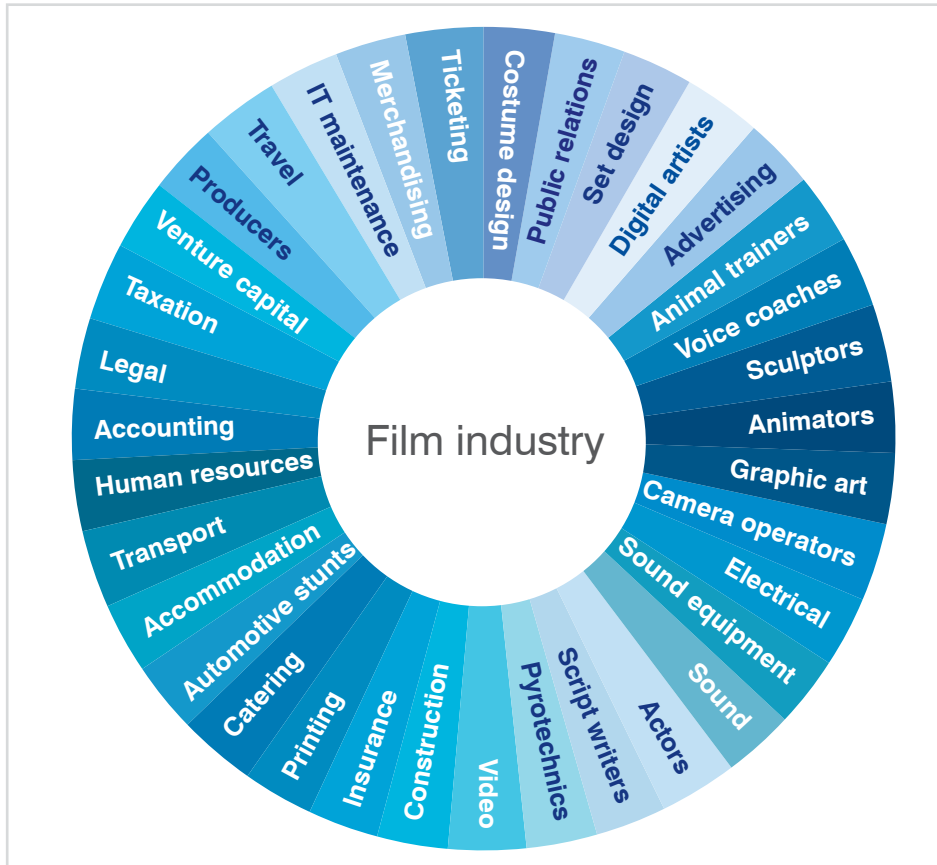 Film industry
Costume design
Public relations
Set design
Digital artists
Advertising
Animal trainers
Voice coaches
Sculptors
Animators
Graphic art
Camera operators
Electrical
Sound equipment
Sound
Actors
Script writers
Pyrotechnics
Video
Construction
Insurance
Printing
Catering
Automotive stunts
Accommodation
Transport
Human resources
Accounting
Legal
Taxation
Venture capital
Producers
Travel
IT maintenance
Merchandising
Ticketing